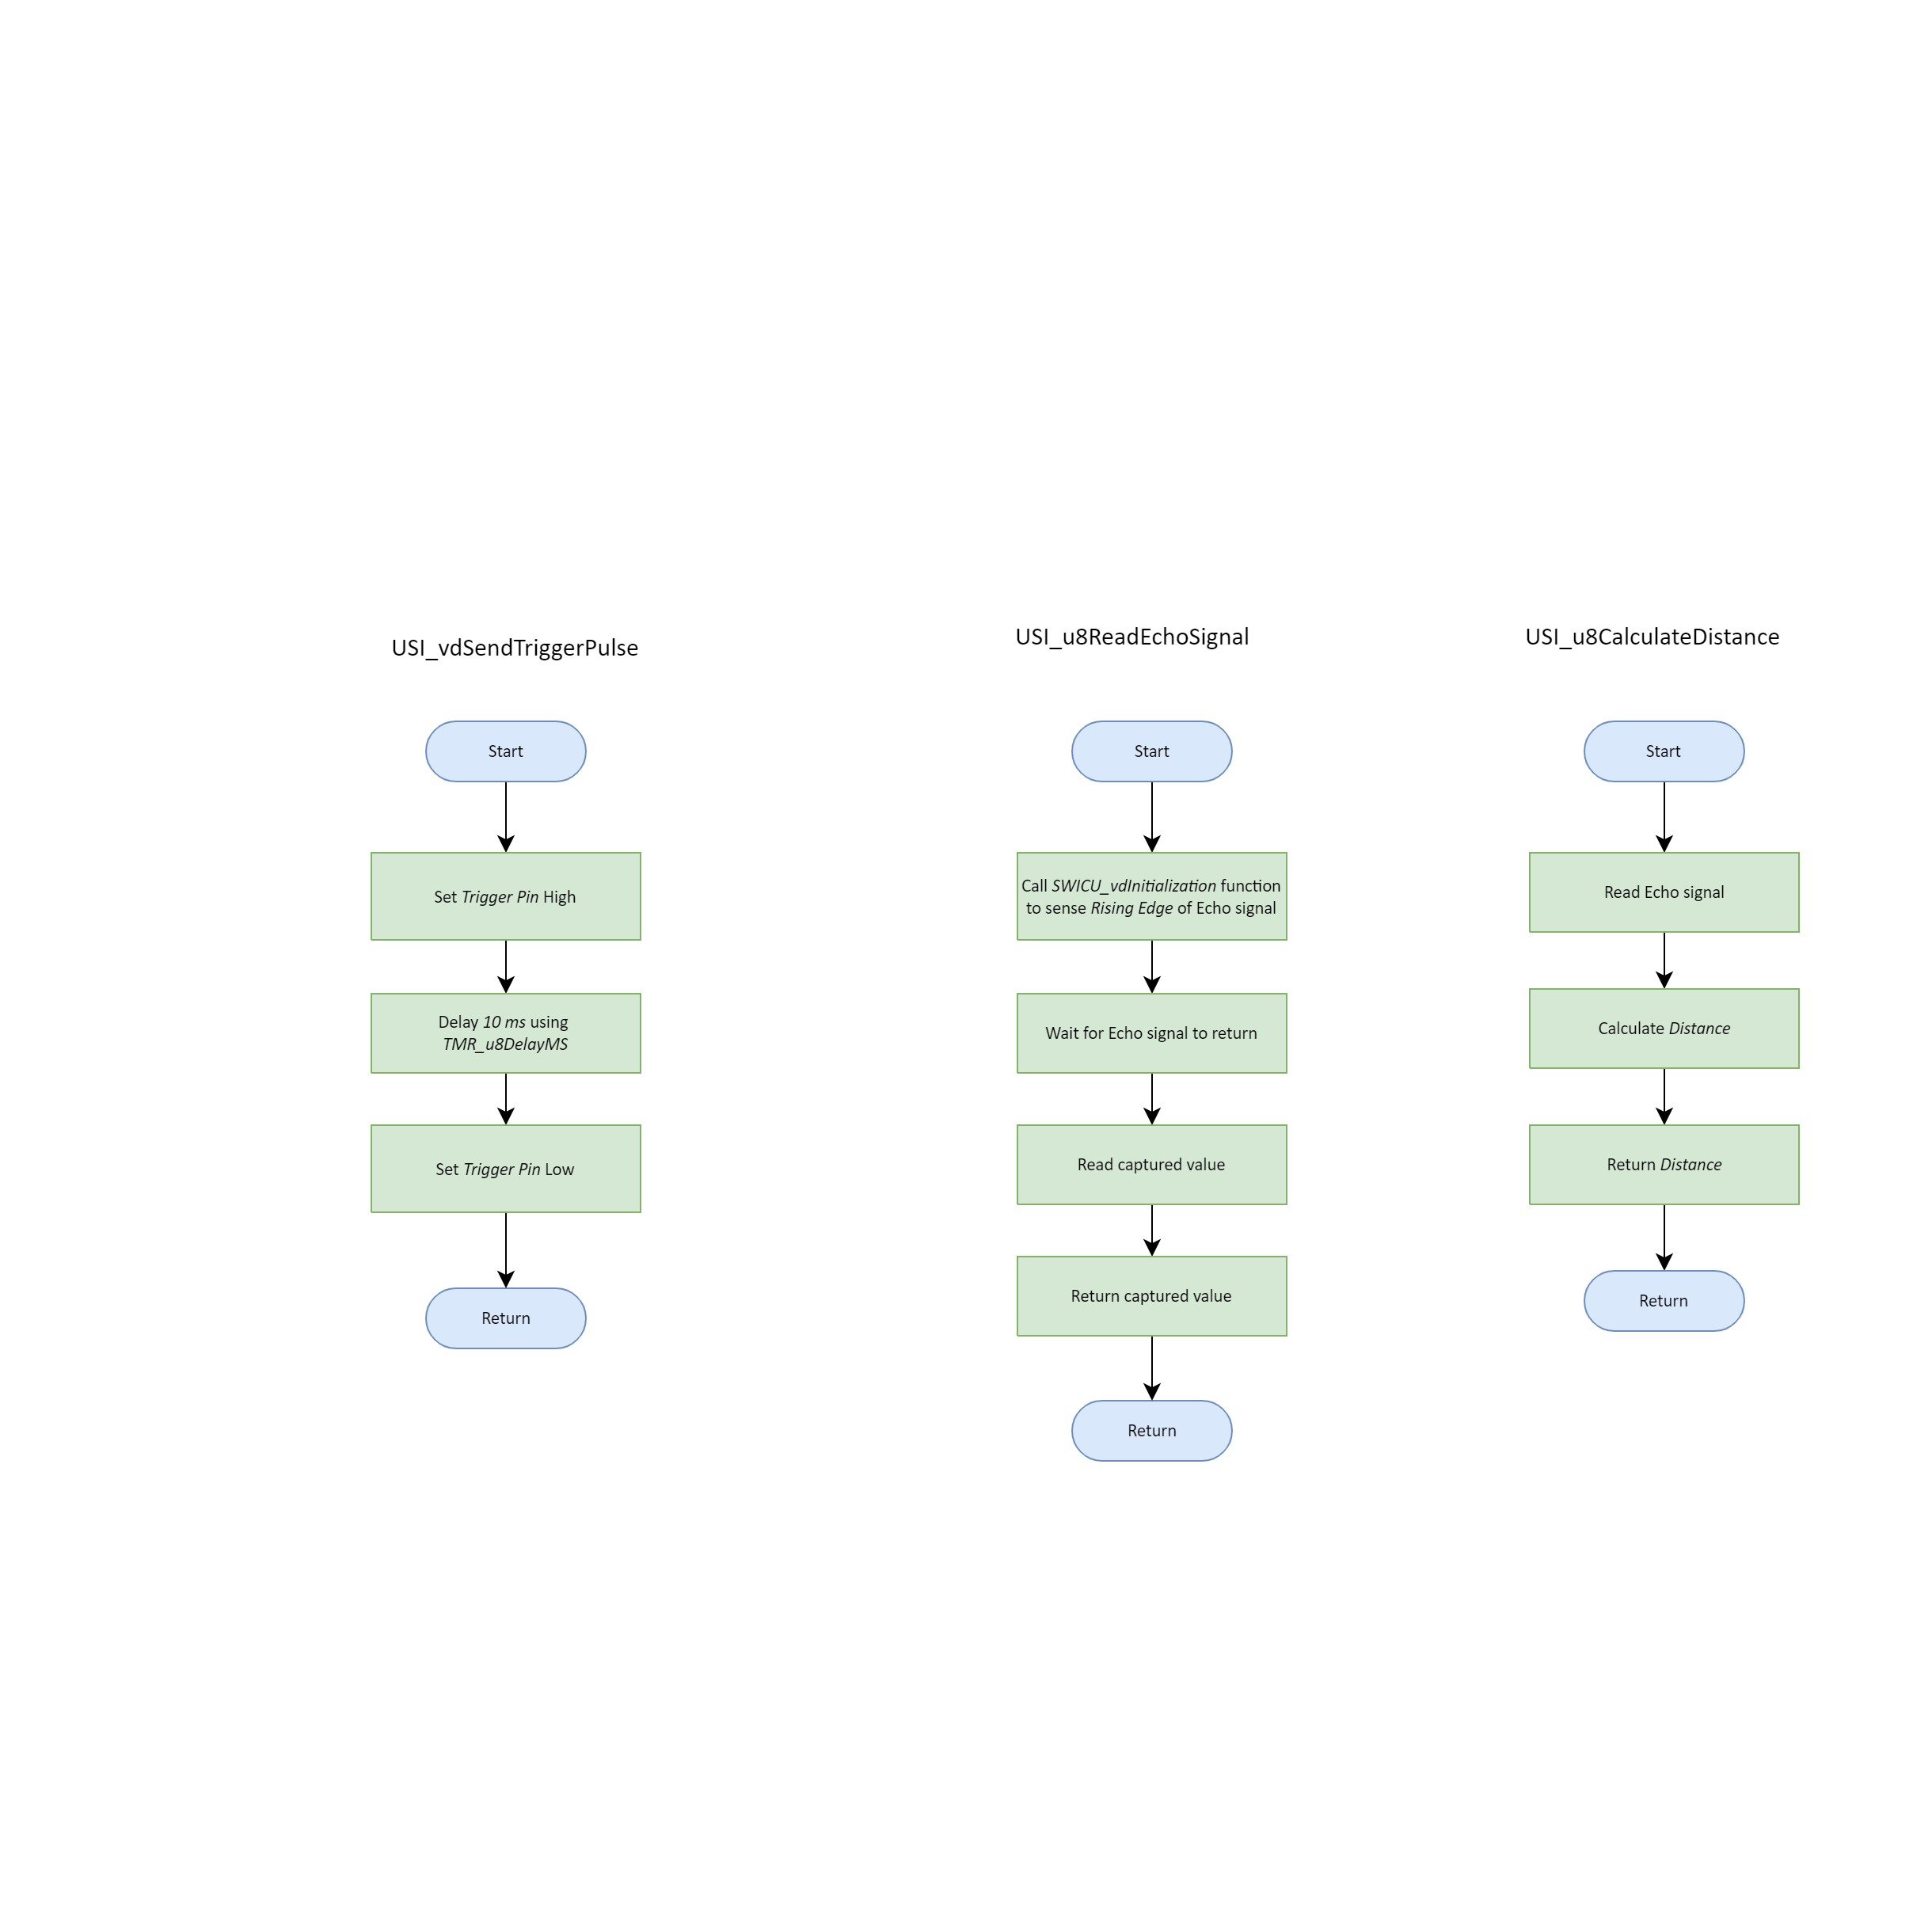 USI_vdSendTriggerPulse
Start
Set Trigger Pin High
Delay 10 ms using
TMR_u8DelayMS
Set Trigger Pin Low
Return
USI_u8ReadEchoSignal
Start
Call SWICU_vdInitialization function
to sense Rising Edge of Echo signal
Wait for Echo signal to return
Read captured value
Return captured value
Return
USI_u8CalculateDistance
Start
Read Echo signal
Calculate Distance
Return Distance
Return